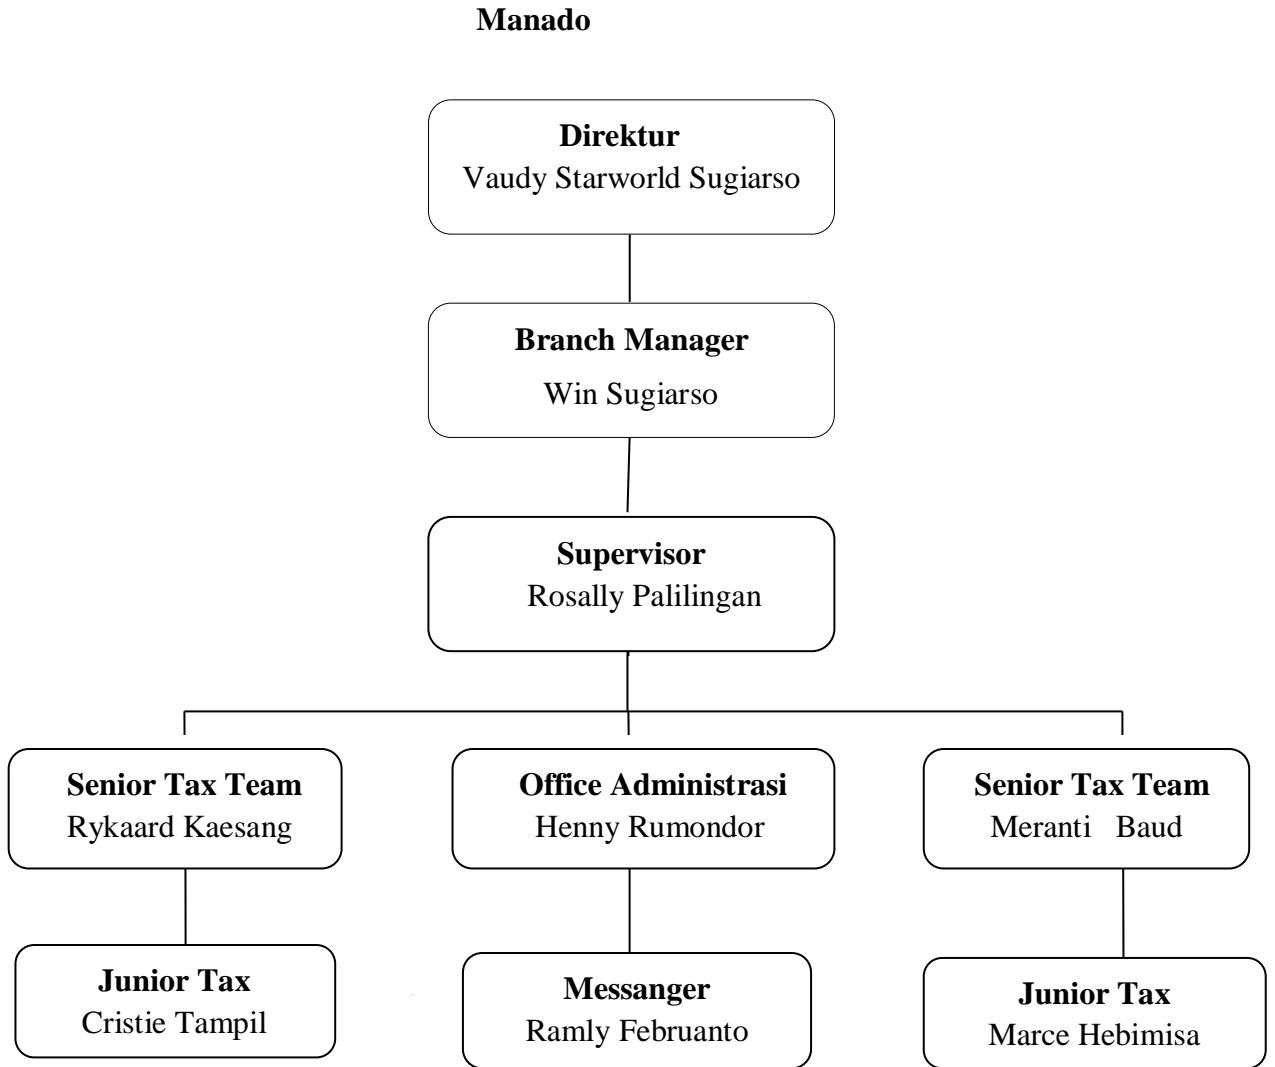 Manado
Direktur
Vaudy Starworld Sugiarso
Branch Manager
Win Sugiarso
Supervisor
Rosally Palilingan
Senior Tax Team
Rykaard Kaesang
Office Administrasi
Henny Rumondor
Senior Tax Team
Meranti Baud
Junior Tax
Cristie Tampil
Messanger
Ramly Februanto
Junior Tax
Marce Hebimisa